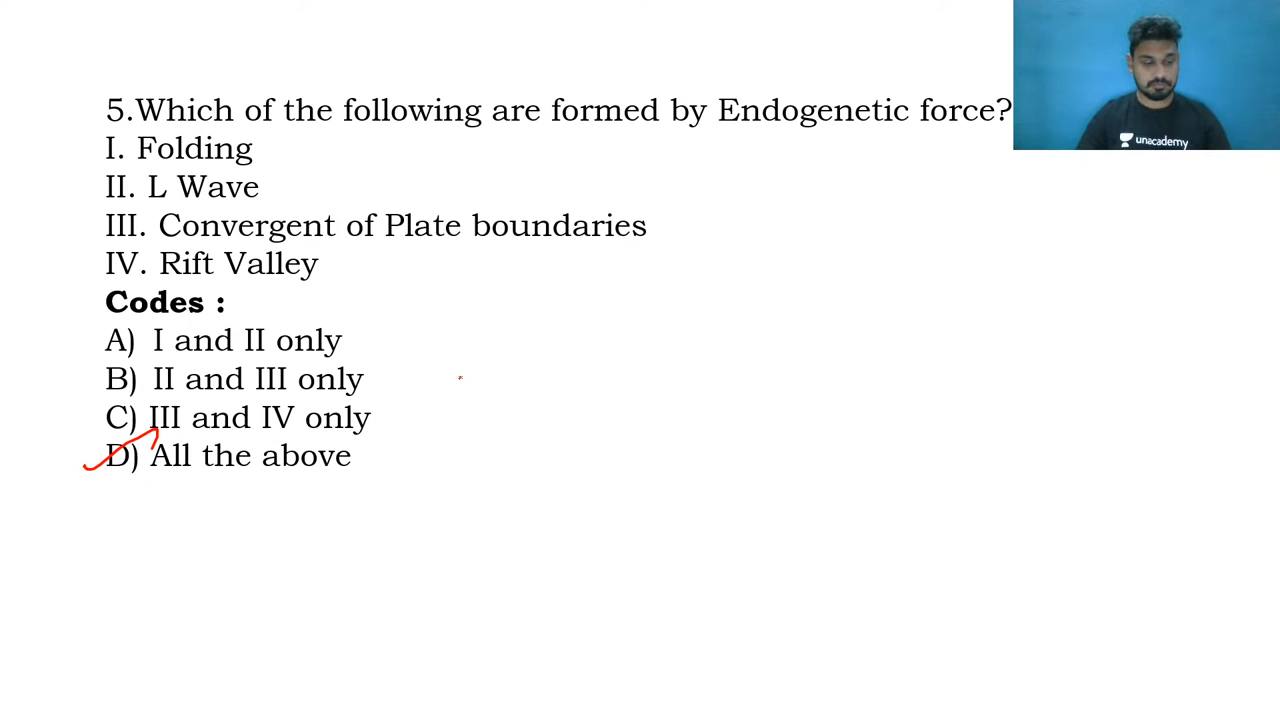 5.Which of the following are formed by Endogenetic force?
I. Folding
II. L Wave
III. Convergent of Plate boundaries
IV. Rift Valley
Codes :
A) I and II only
B) II and III only
C) III and IV only
D) All the above
unacademy